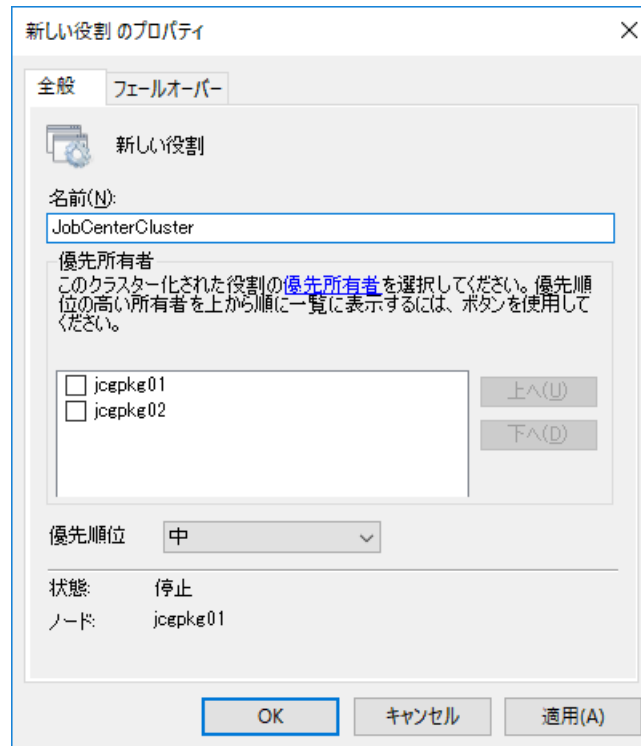 新しい役割 のプロパティ
全般
フェールオーバー
新しい役割
名前(N):
JobCenterCluster
優先所有者
このクラスター化された役割の優先所有者を選択してください。優先順
位の高い所有者を上から順に一覧に表示するには、ボタンを使用して
ください。
jcgpkg01
jcgpkg02
上へ(U)
下へ(D)
優先順位
中
状態:
停止
ノード:
jcgpkg01
OK
キャンセル
適用(A)